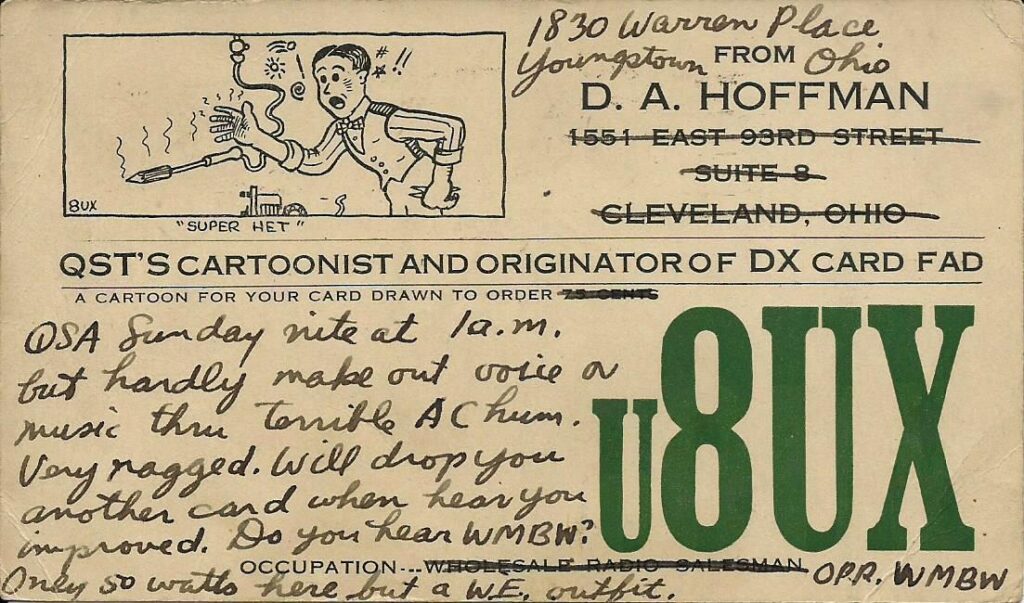 1830 Warren Place
Youngstown Ohio
FROM
D. A. HOFFMAN
1551 EAST 93RD STREET
SUITE 8
CLEVELAND, OHIO
# !!
8UX
"SUPER HET"
QST'S CARTOONIST AND ORIGINATOR OF DX CARD FAD
A CARTOON FOR YOUR CARD DRAWN TO ORDER 75 CENTS
QSA Sunday nite at 1a.m.
but hardly make out voice or
music thru terrible AC hum.
Very ragged. Will drop you
another card when hear you
improved. Do you hear WMBW?
U8UX
OCCUPATION... WHOLESALE RADIO SALESMAN OPR. WMBW
Only 50 watts here but a W.E. outfit.